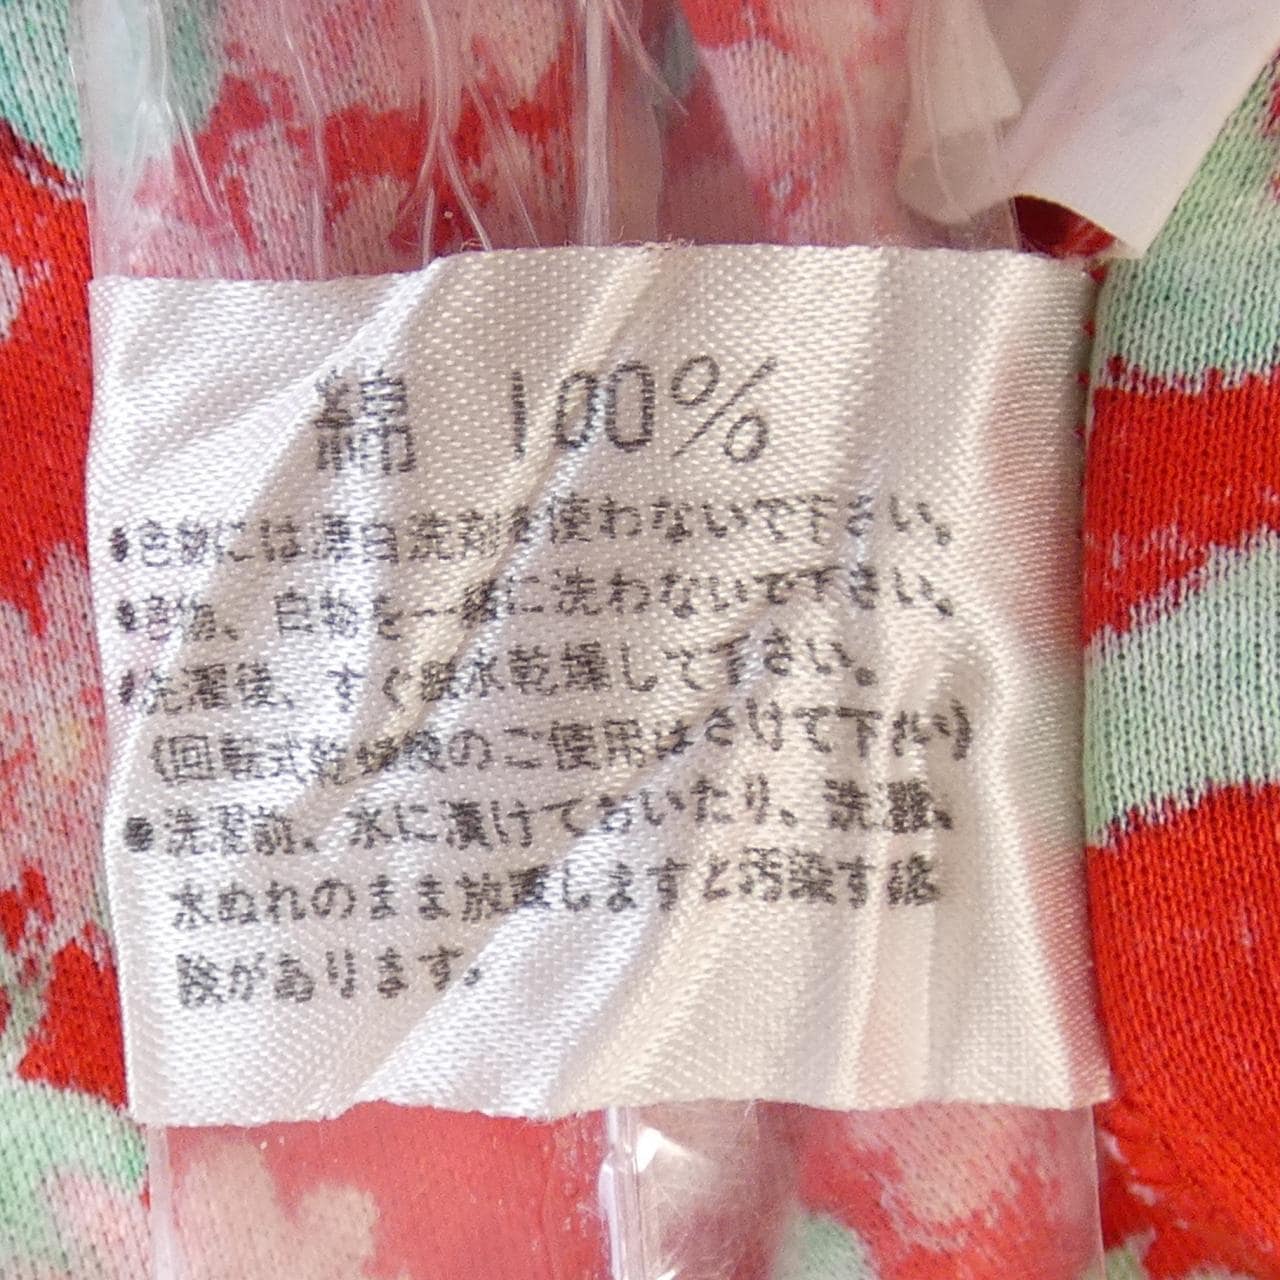 綿 100%
●色物には漂白洗剤を使わないで下さい。
●色物、白物を一緒に洗わないで下さい。
●洗濯後、すぐ脱水乾燥して下さい。
(回転式乾燥機のご使用はさけて下さい)
●洗濯前、水に漬けておいたり、洗濯、
水ぬれのまま放置しますと汚染する危
険があります。